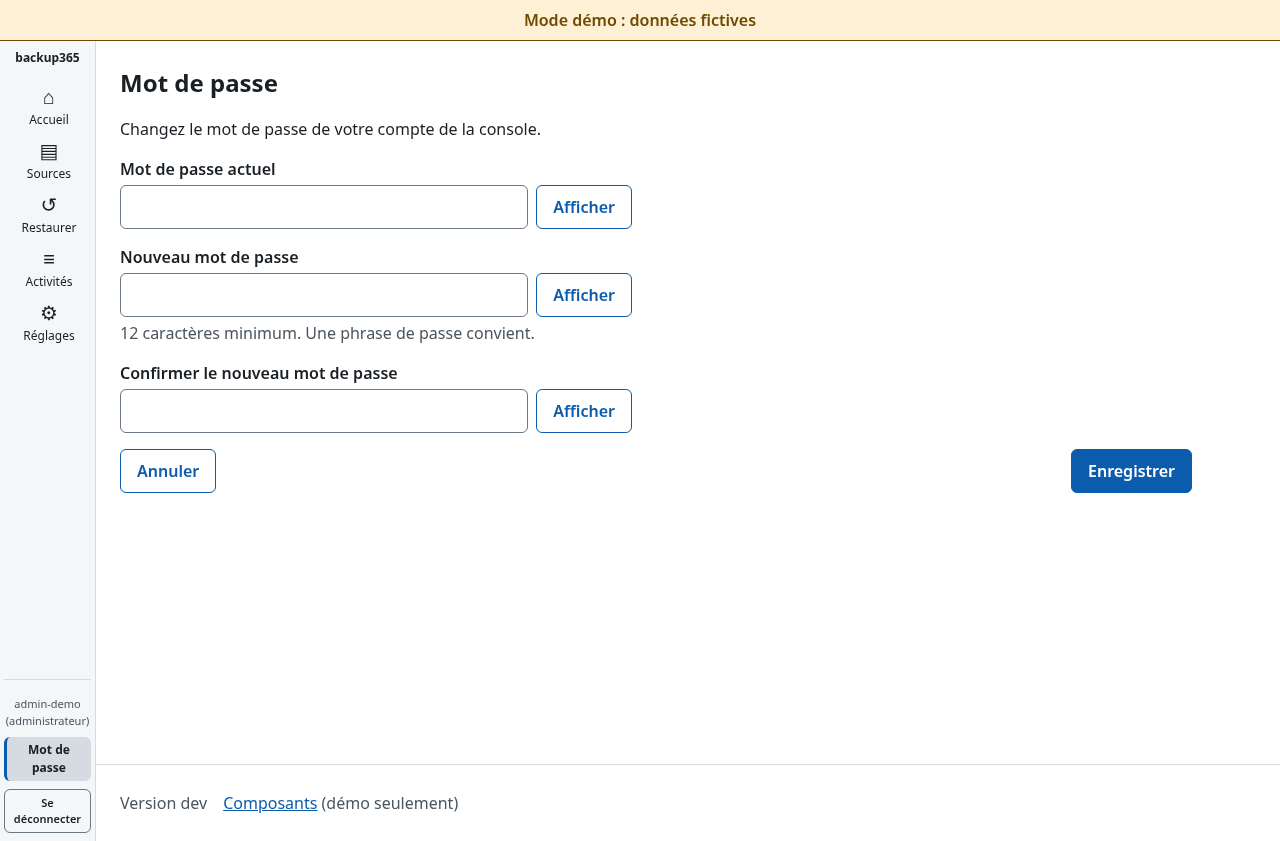 Mode démo : données fictives
backup365
Accueil
Sources
Restaurer
Activités
Réglages
admin-demo
(administrateur)
Mot de
passe
Se
déconnecter
Mot de passe
Changez le mot de passe de votre compte de la console.
Mot de passe actuel
Afficher
Nouveau mot de passe
Afficher
12 caractères minimum. Une phrase de passe convient.
Confirmer le nouveau mot de passe
Afficher
Annuler
Enregistrer
Version dev Composants (démo seulement)